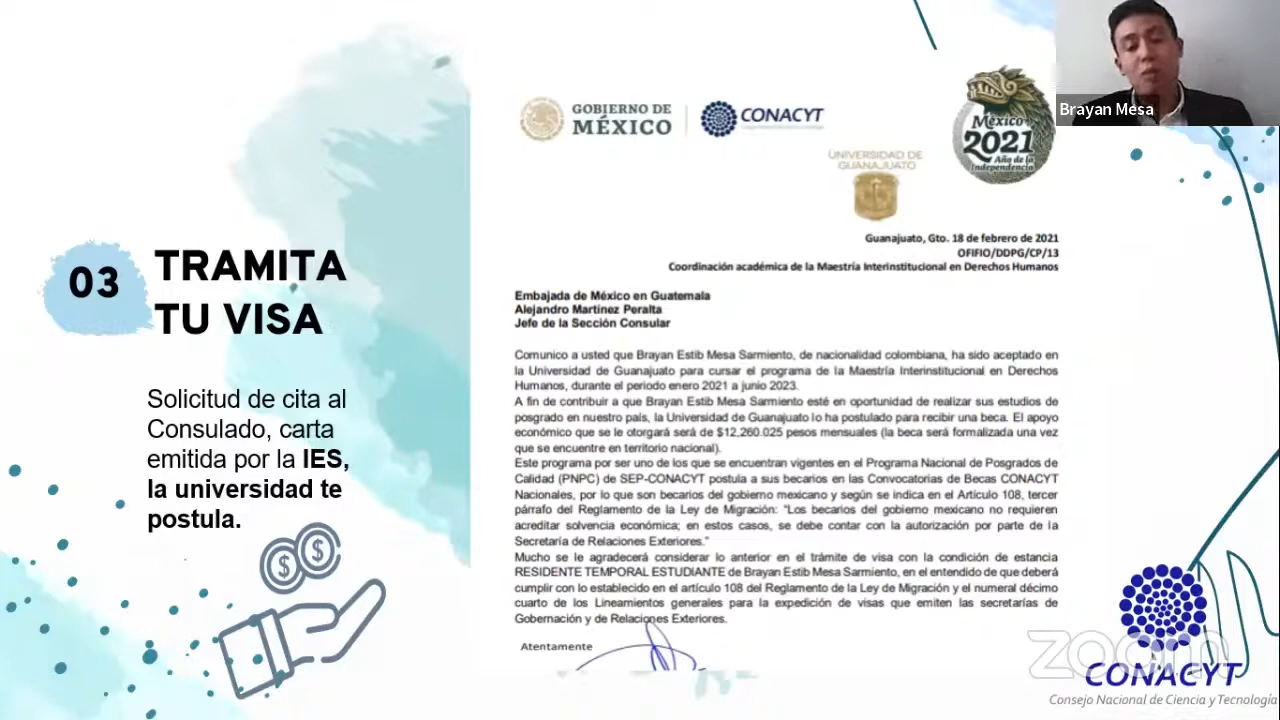 03
TRAMITA
TU VISA
Solicitud de cita al
Consulado, carta
emitida por la IES,
la universidad te
postula.
GOBIERNO DE
MÉXICO
CONACYT
UNIVERSIDAD DE
GUANAJUATO
México
2021
Año de la
Independencia
Brayan Mesa
Guanajuato, Gto. 18 de febrero de 2021
OFIFIO/DDPG/CP/13
Coordinación académica de la Maestría Interinstitucional en Derechos Humanos
Embajada de México en Guatemala
Alejandro Martínez Peralta
Jefe de la Sección Consular
Comunico a usted que Brayan Estib Mesa Sarmiento, de nacionalidad colombiana, ha sido aceptado en
la Universidad de Guanajuato para cursar el programa de la Maestría Interinstitucional en Derechos
Humanos, durante el periodo enero 2021 a junio 2023.
A fin de contribuir a que Brayan Estib Mesa Sarmiento esté en oportunidad de realizar sus estudios de
posgrado en nuestro país, la Universidad de Guanajuato lo ha postulado para recibir una beca. El apoyo
económico que se le otorgará será de $12,260.025 pesos mensuales (la beca será formalizada una vez
que se encuentre en territorio nacional).
Este programa por ser uno de los que se encuentran vigentes en el Programa Nacional de Posgrados de
Calidad (PNPC) de SEP-CONACYT postula a sus becarios en las Convocatorias de Becas CONACYT
Nacionales, por lo que son becarios del gobierno mexicano y según se indica en el Artículo 108, tercer
párrafo del Reglamento de la Ley de Migración: “Los becarios del gobierno mexicano no requieren
acreditar solvencia económica; en estos casos, se debe contar con la autorización por parte de la
Secretaría de Relaciones Exteriores.”
Mucho se le agradecerá considerar lo anterior en el trámite de visa con la condición de estancia
RESIDENTE TEMPORAL ESTUDIANTE de Brayan Estib Mesa Sarmiento, en el entendido de que deberá
cumplir con lo establecido en el artículo 108 del Reglamento de la Ley de Migración y el numeral décimo
cuarto de los Lineamientos generales para la expedición de visas que emiten las secretarías de
Gobernación y de Relaciones Exteriores.
Atentamente
zoom
CONACYT
Consejo Nacional de Ciencia y Tecnología